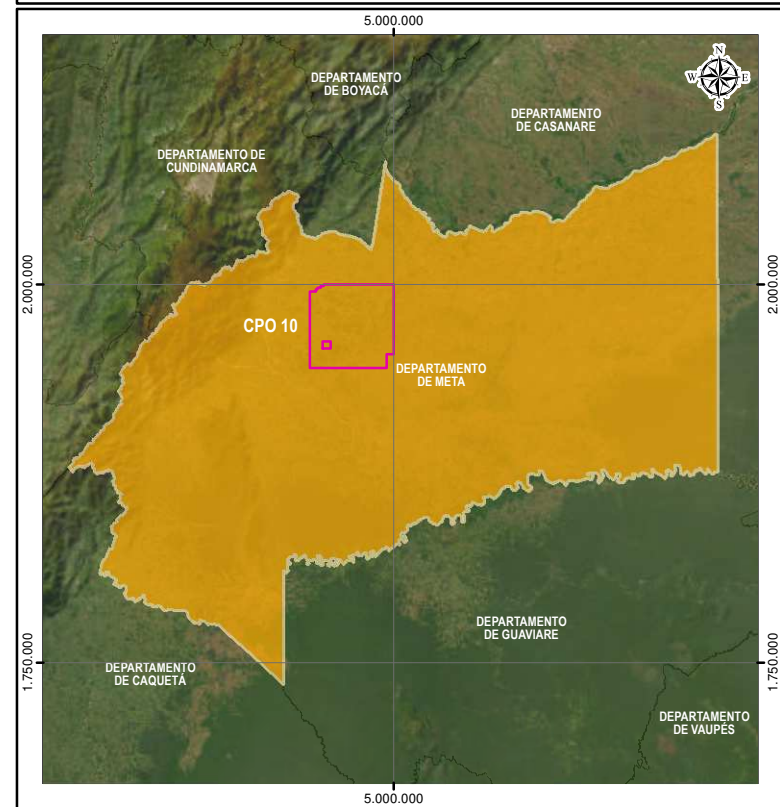 5.000.000
N
W E
S
DEPARTAMENTO
DE BOYACÁ
DEPARTAMENTO
DE CASANARE
DEPARTAMENTO DE
CUNDINAMARCA
2.000.000
2.000.000
CPO 10
DEPARTAMENTO
DE META
DEPARTAMENTO
DE GUAVIARE
1.750.000
1.750.000
DEPARTAMENTO
DE CAQUETÁ
DEPARTAMENTO
DE VAUPÉS
5.000.000